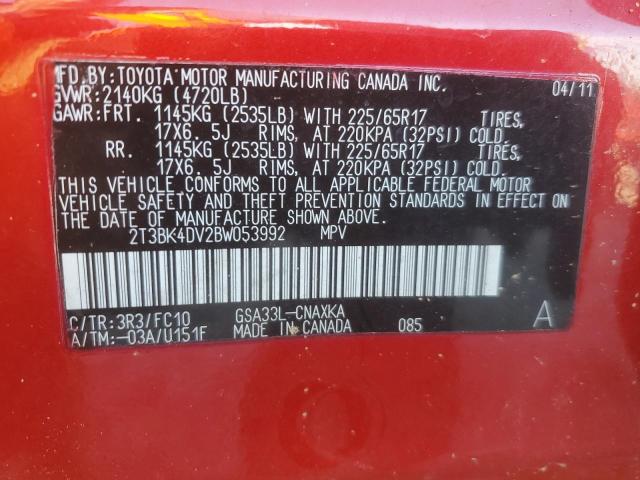 MFD.BY:TOYOTA MOTOR MANUFACTURING CANADA INC. 04/11
GVWR:2140KG (4720LB)
GAWR:FRT. 1145KG (2535LB) WITH 225/65R17 TIRES,
17X6.5J RIMS, AT 220KPA (32PSI) COLD.
RR. 1145KG (2535LB) WITH 225/65R17 TIRES,
17X6.5J RIMS, AT 220KPA (32PSI) COLD.
THIS VEHICLE CONFORMS TO ALL APPLICABLE FEDERAL MOTOR
VEHICLE SAFETY AND THEFT PREVENTION STANDARDS IN EFFECT ON THE
DATE OF MANUFACTURE SHOWN ABOVE.
2T3BK4DV2BW053992 MPV
C/TR:3R3/FC10 GSA33L-CNAXKA A
A/TM:-03A/U151F MADE IN CANADA 085